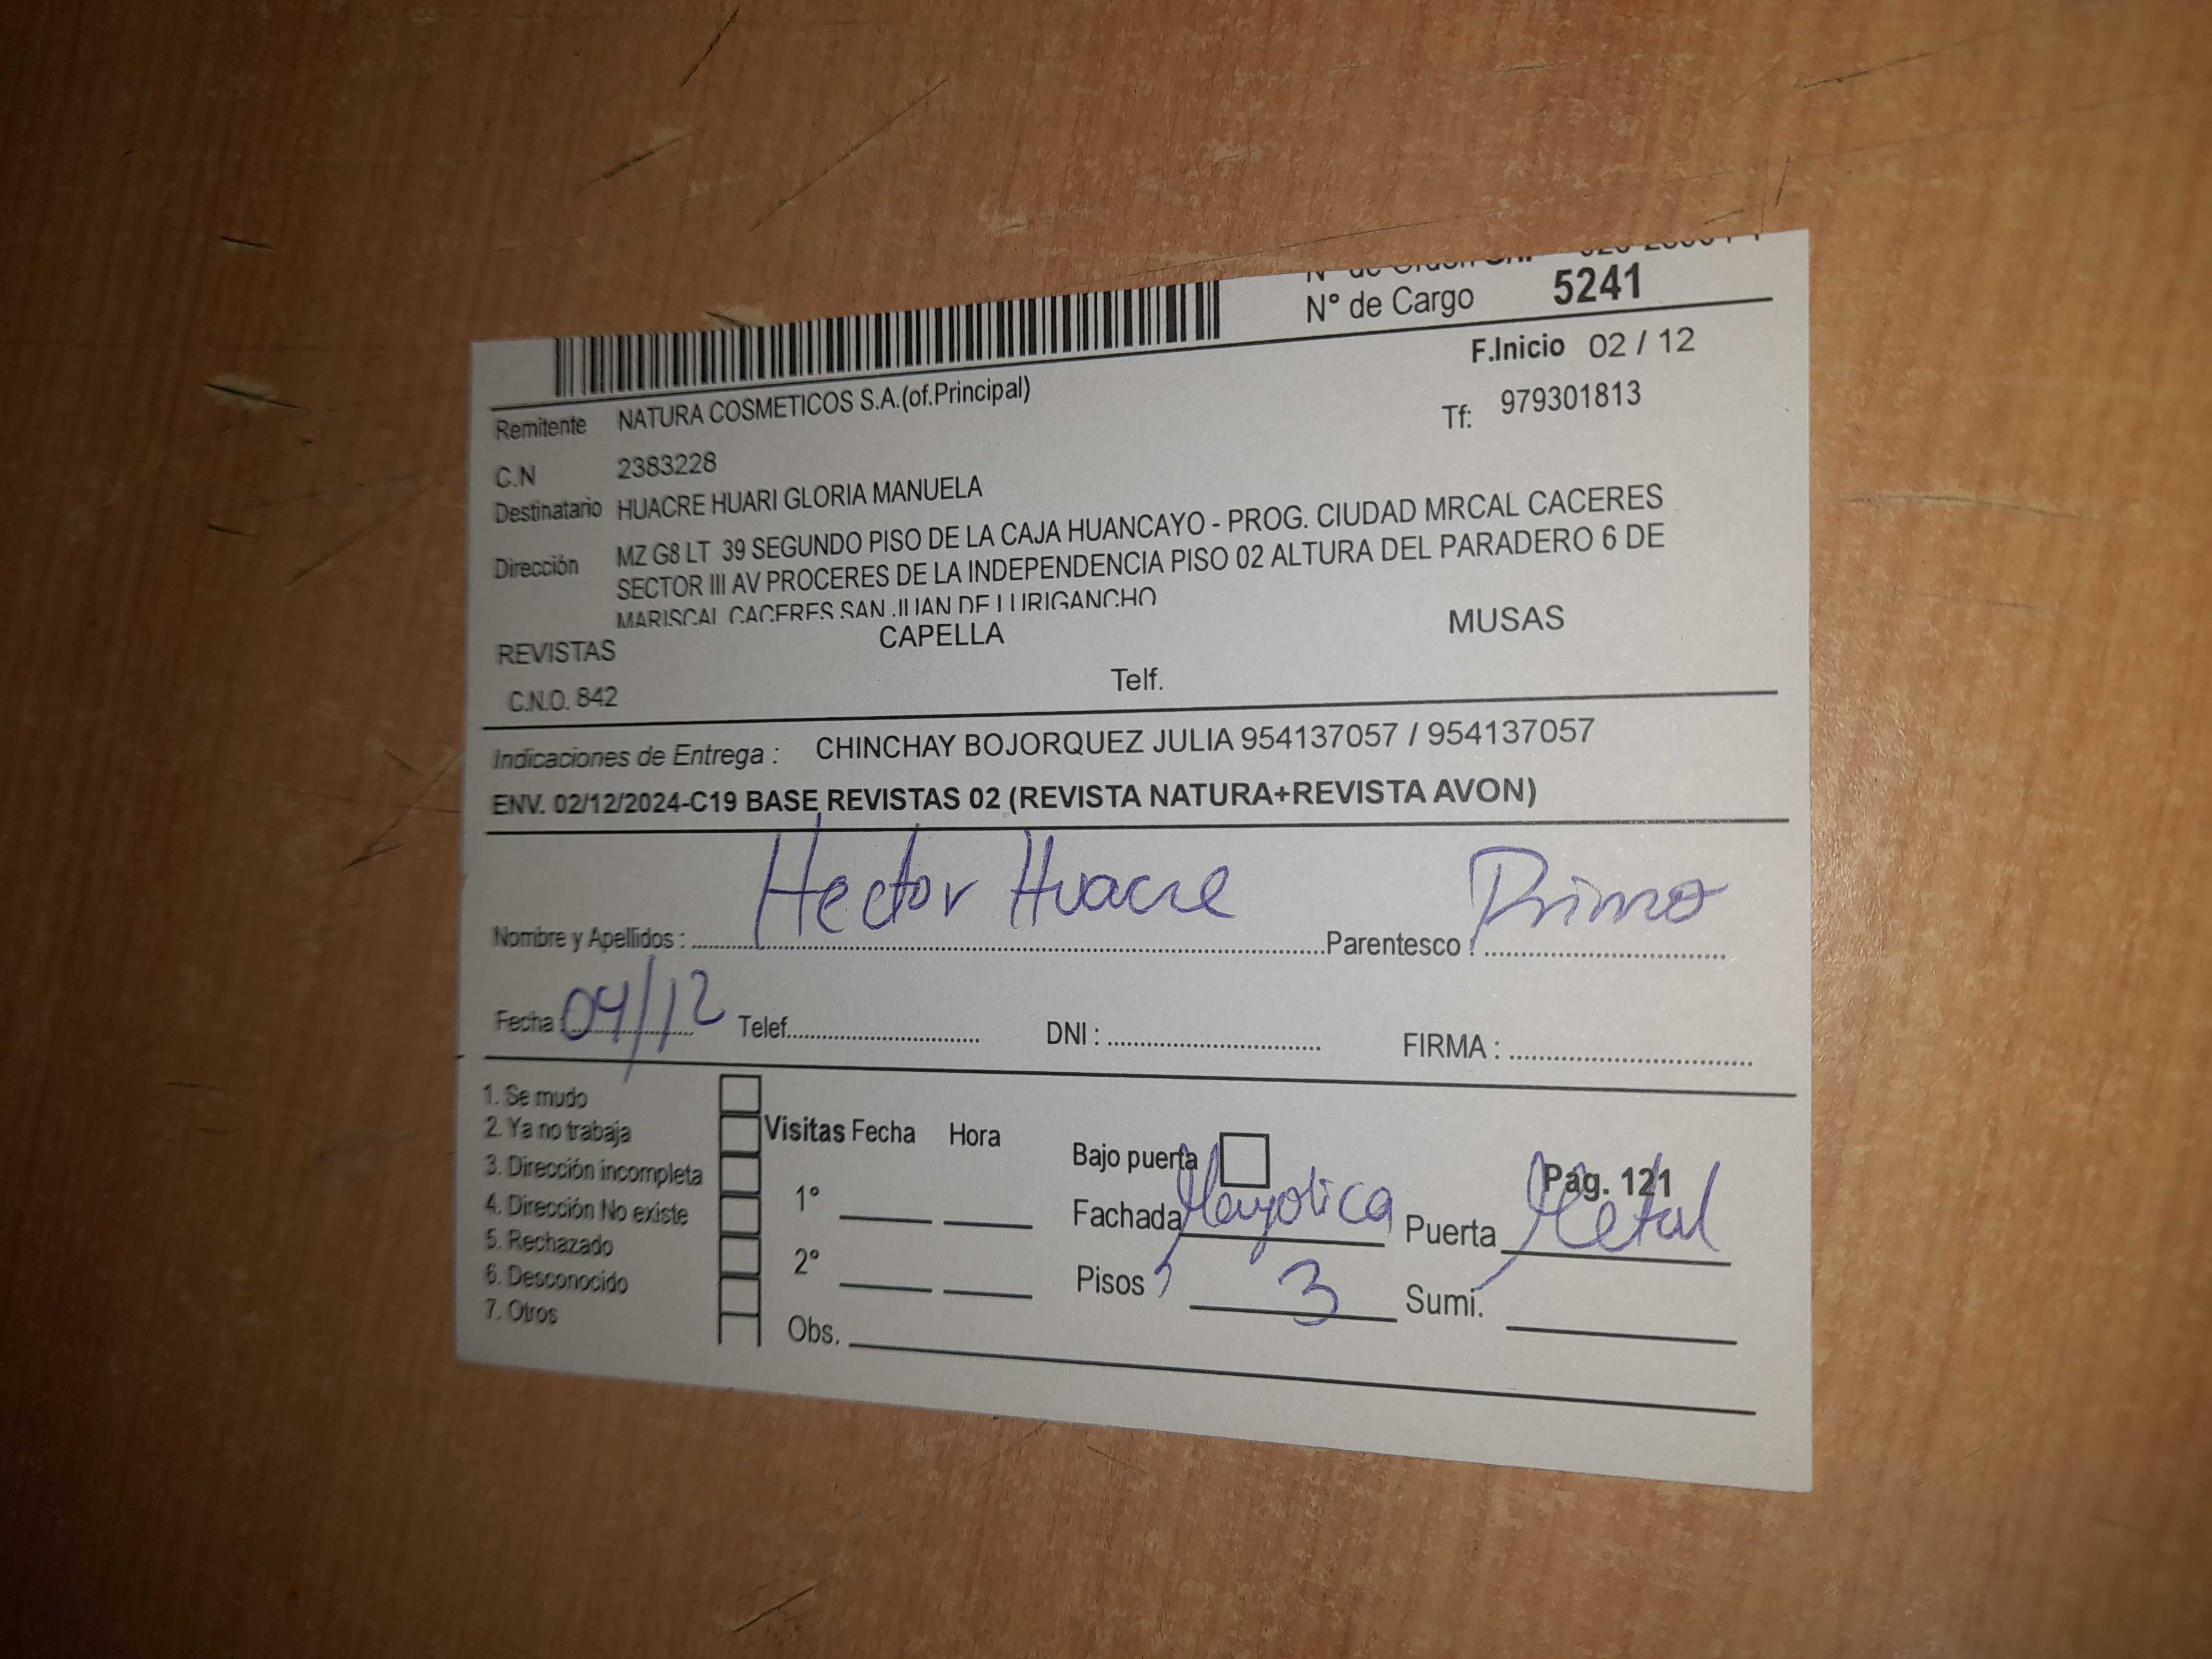 N° de Orden
N° de Cargo 5241
F.Inicio 02 / 12
Remitente NATURA COSMETICOS S.A.(of.Principal)
Tf: 979301813
C.N 2383228
Destinatario HUACRE HUARI GLORIA MANUELA
Dirección MZ G8 LT 39 SEGUNDO PISO DE LA CAJA HUANCAYO - PROG. CIUDAD MRCAL CACERES
SECTOR III AV PROCERES DE LA INDEPENDENCIA PISO 02 ALTURA DEL PARADERO 6 DE
MARISCAL CACERES SAN JUAN DE LURIGANCHO
REVISTAS CAPELLA MUSAS
C.N.O. 842 Telf.
Indicaciones de Entrega : CHINCHAY BOJORQUEZ JULIA 954137057 / 954137057
ENV. 02/12/2024-C19 BASE REVISTAS 02 (REVISTA NATURA+REVISTA AVON)
Nombre y Apellidos : Hector Huacre Parentesco : Primo
Fecha : 04/12 Telef. DNI : FIRMA :
1. Se mudo
2. Ya no trabaja
3. Dirección incompleta
4. Dirección No existe
5. Rechazado
6. Desconocido
7. Otros
Visitas Fecha Hora
1°
2°
Obs.
Bajo puerta Pág. 121
Fachada Mayolica Puerta Metal
Pisos 3 Sumi.